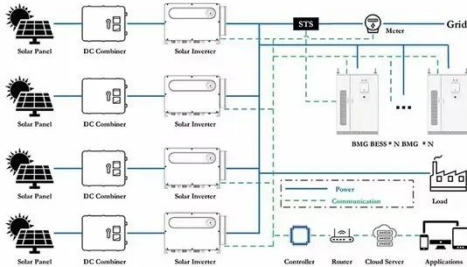 STS
Meter
Grid
Solar Panel
DC Combiner
Solar Inverter
Solar Panel
DC Combiner
Solar Inverter
BMG BESS * N BMG * N
Solar Panel
DC Combiner
Solar Inverter
Power
Communication
Load
Solar Panel
DC Combiner
Solar Inverter
Controller
Router
Cloud Server
Applications